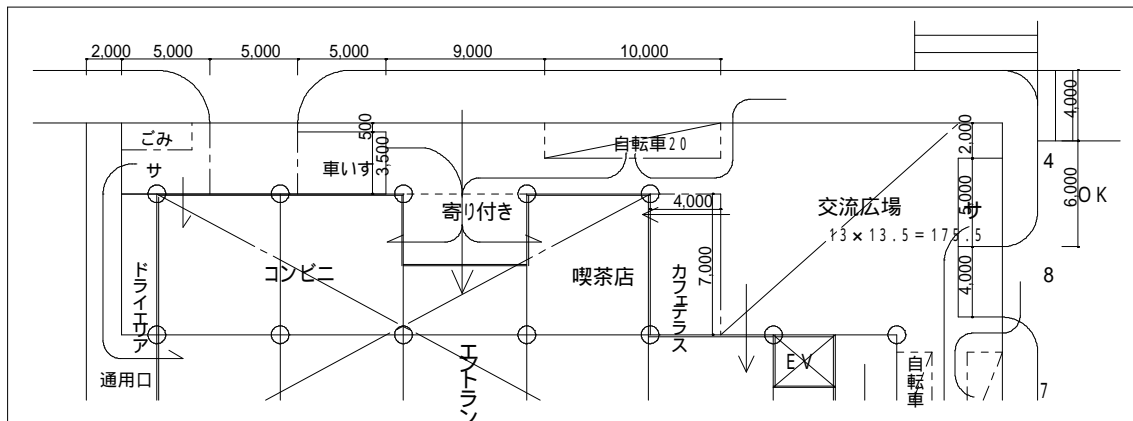 2,000 5,000 5,000 5,000 9,000 10,000
4,000
ごみ
500
自転車20
2,000
サ
車いす
3,500
4
6,000
OK
寄り付き
4,000
交流広場
5,000
サ
13×13.5=175.5
コンビニ
喫茶店
カフェテラス
7,000
4,000
8
ドライエリア
エントラン
EV
自転車
通用口
7